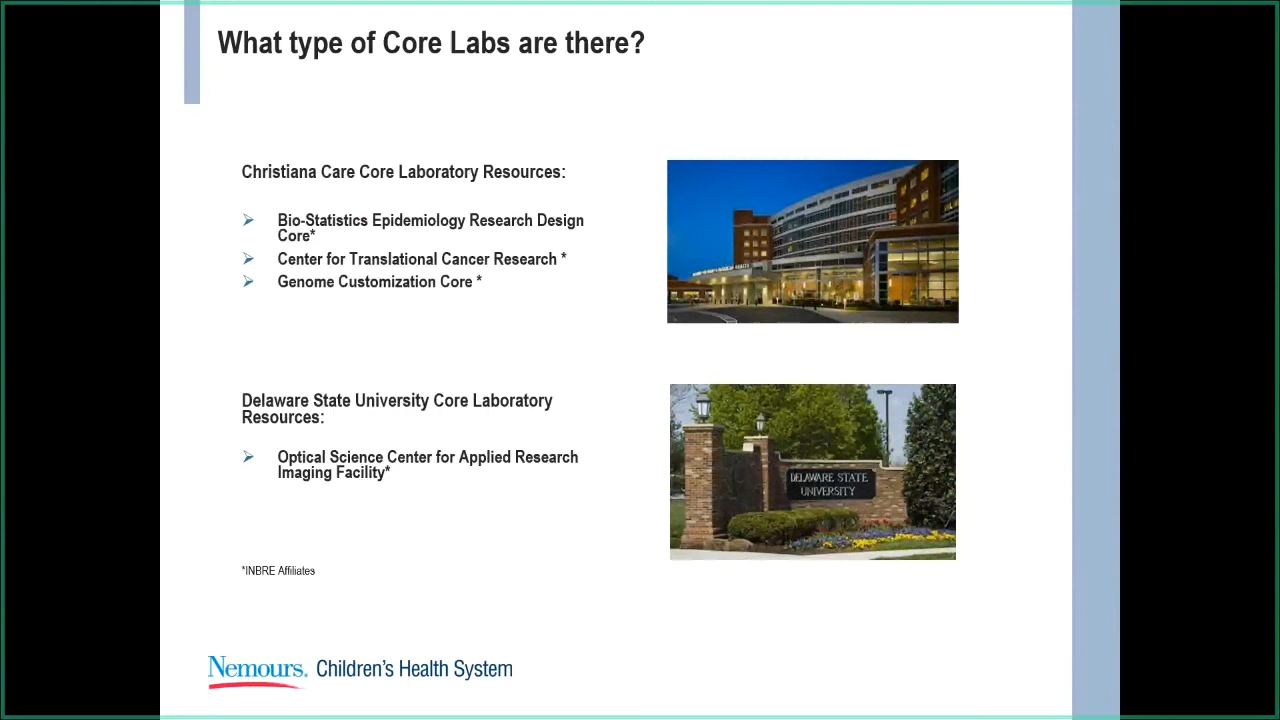 What type of Core Labs are there?
Christiana Care Core Laboratory Resources:
Bio-Statistics Epidemiology Research Design
Core*
Center for Translational Cancer Research *
Genome Customization Core *
Delaware State University Core Laboratory
Resources:
Optical Science Center for Applied Research
Imaging Facility*
DELAWARE STATE
UNIVERSITY
*INBRE Affiliates
Nemours. Children's Health System